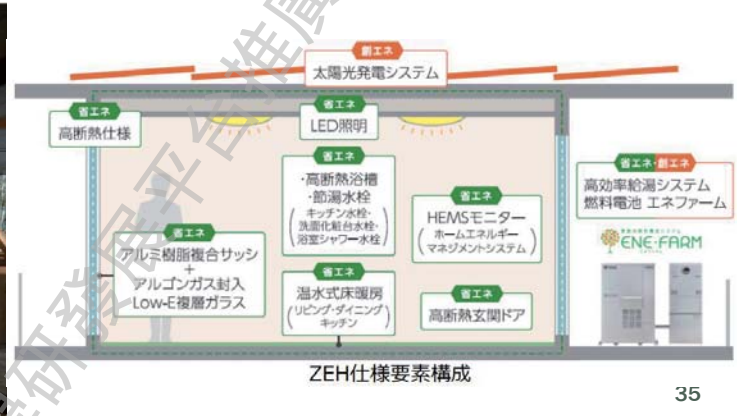 創エネ
太陽光発電システム
省エネ
高断熱仕様
省エネ
LED照明
省エネ
・高断熱浴槽
・節湯水栓
(キッチン水栓・
洗面化粧台水栓・
浴室シャワー水栓)
省エネ
HEMSモニター
(ホームエネルギー
マネジメントシステム)
省エネ・創エネ
高効率給湯システム
燃料電池 エネファーム
ENE・FARM
省エネ
アルミ樹脂複合サッシ
+
アルゴンガス封入
Low-E複層ガラス
省エネ
温水式床暖房
(リビング・ダイニング
キッチン)
省エネ
高断熱玄関ドア
ZEH仕様要素構成
35
研發展平台推廣